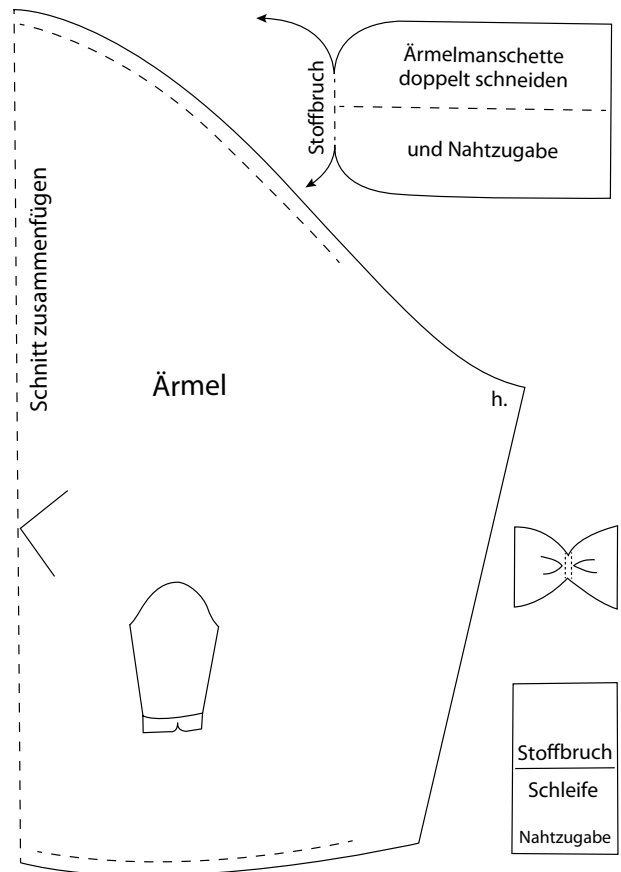 Ärmelmanschette
doppelt schneiden
Stoffbruch
und Nahtzugabe
Schnitt zusammenfügen
Ärmel
h.
Stoffbruch
Schleife
Nahtzugabe